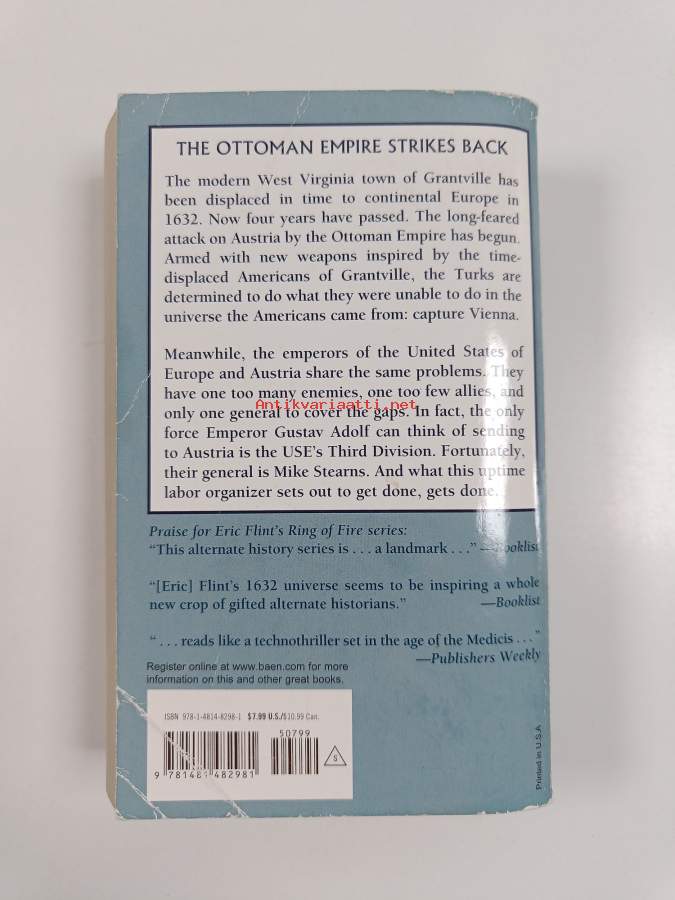 THE OTTOMAN EMPIRE STRIKES BACK
The modern West Virginia town of Grantville has
been displaced in time to continental Europe in
1632. Now four years have passed. The long-feared
attack on Austria by the Ottoman Empire has begun.
Armed with new weapons inspired by the time-
displaced Americans of Grantville, the Turks are
determined to do what they were unable to do in the
universe the Americans came from: capture Vienna.
Meanwhile, the emperors of the United States of
Europe and Austria share the same problems. They
have one too many enemies, one too few allies, and
Antikvariaatti.net
only one general to cover the gaps. In fact, the only
force Emperor Gustav Adolf can think of sending
to Austria is the USE's Third Division. Fortunately,
their general is Mike Stearns. And what this uptime
labor organizer sets out to get done, gets done.
Praise for Eric Flint's Ring of Fire series:
"This alternate history series is . . . a landmark . . ." —Booklist
"[Eric] Flint's 1632 universe seems to be inspiring a whole
new crop of gifted alternate historians." —Booklist
" . . . reads like a technothriller set in the age of the Medicis . . ."
—Publishers Weekly
Register online at www.baen.com for more
information on this and other great books.
ISBN 978-1-4814-8298-1 $7.99 U.S./$10.99 Can.
50799
S
9 781481 482981
Printed in U.S.A